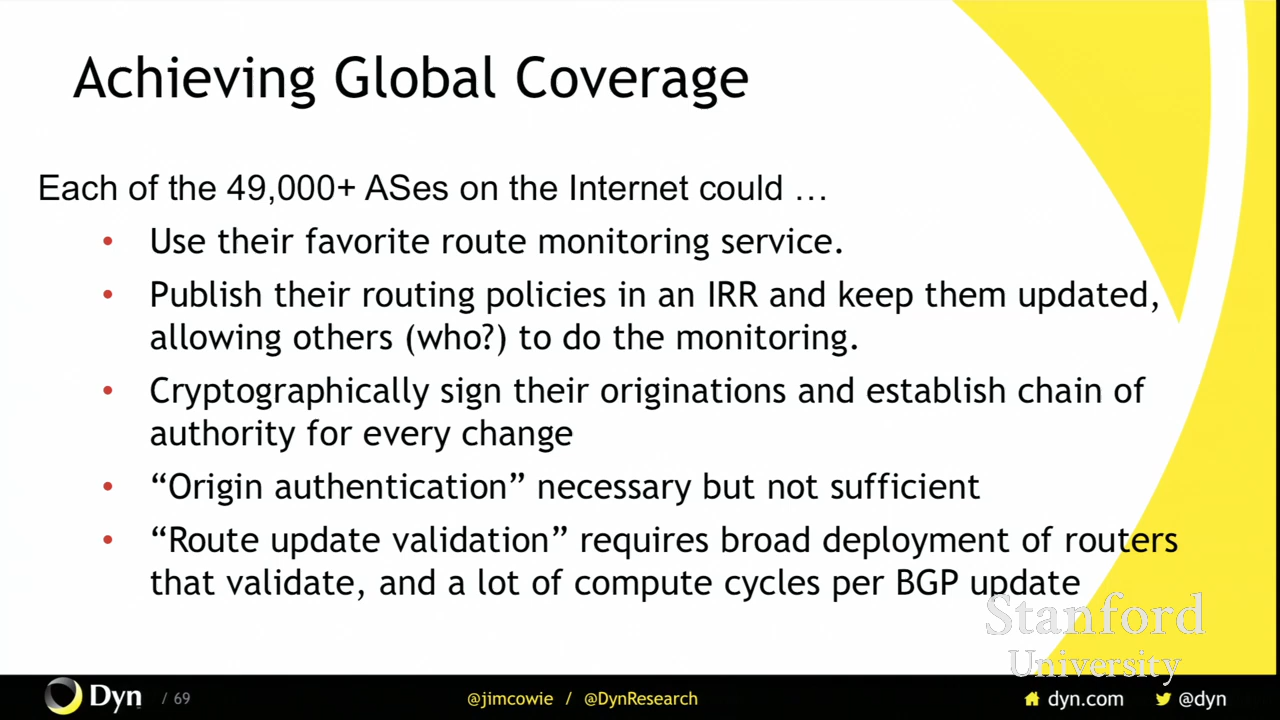 Achieving Global Coverage
Each of the 49,000+ ASes on the Internet could …
• Use their favorite route monitoring service.
• Publish their routing policies in an IRR and keep them updated,
allowing others (who?) to do the monitoring.
• Cryptographically sign their originations and establish chain of
authority for every change
• “Origin authentication” necessary but not sufficient
• “Route update validation” requires broad deployment of routers
that validate, and a lot of compute cycles per BGP update
Stanford
University
Dyn / 69 @jimcowie / @DynResearch dyn.com @dyn